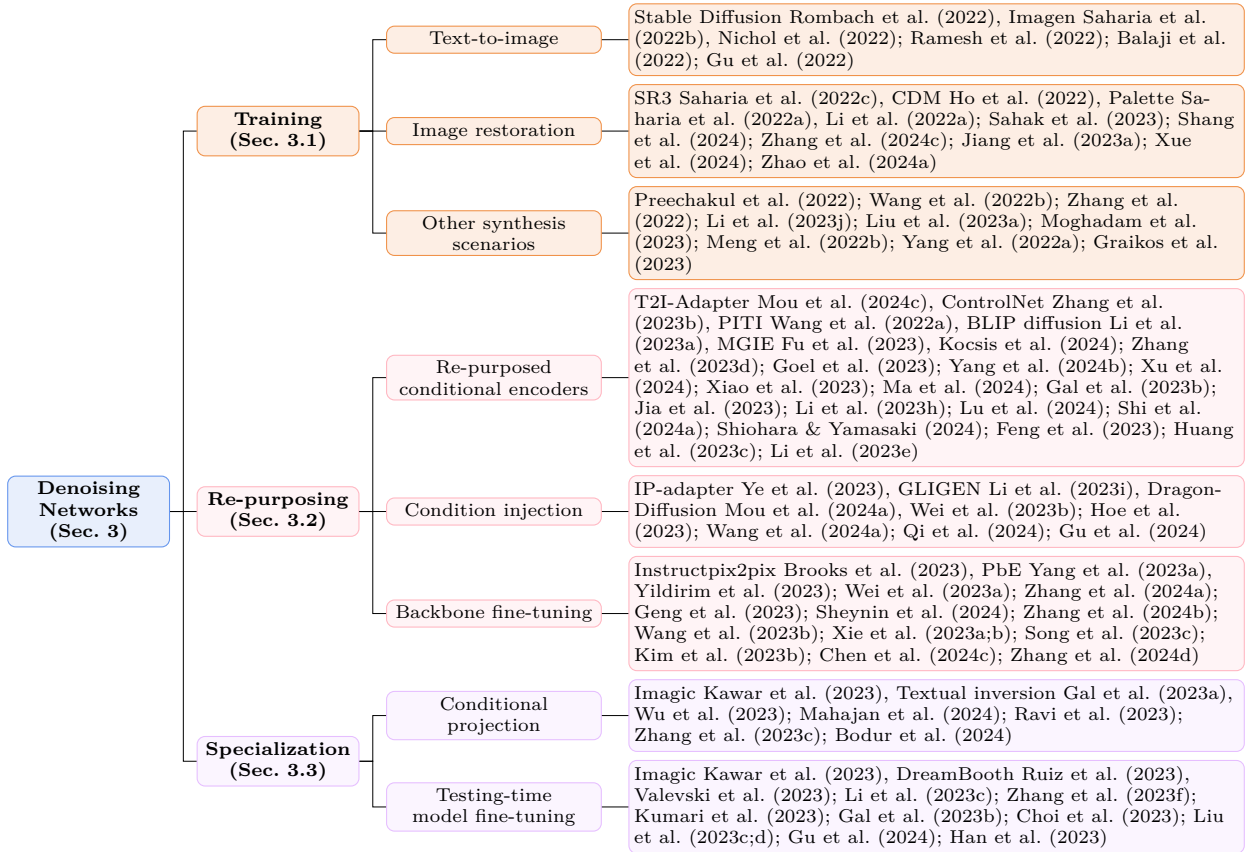 Denoising
Networks
(Sec. 3)
Training
(Sec. 3.1)
Text-to-image
Stable Diffusion Rombach et al. (2022), Imagen Saharia et al.
(2022b), Nichol et al. (2022); Ramesh et al. (2022); Balaji et al.
(2022); Gu et al. (2022)
Image restoration
SR3 Saharia et al. (2022c), CDM Ho et al. (2022), Palette Sa-
haria et al. (2022a), Li et al. (2022a); Sahak et al. (2023); Shang
et al. (2024); Zhang et al. (2024c); Jiang et al. (2023a); Xue
et al. (2024); Zhao et al. (2024a)
Other synthesis
scenarios
Preechakul et al. (2022); Wang et al. (2022b); Zhang et al.
(2022); Li et al. (2023j); Liu et al. (2023a); Moghadam et al.
(2023); Meng et al. (2022b); Yang et al. (2022a); Graikos et al.
(2023)
Re-purposing
(Sec. 3.2)
Re-purposed
conditional encoders
T2I-Adapter Mou et al. (2024c), ControlNet Zhang et al.
(2023b), PITI Wang et al. (2022a), BLIP diffusion Li et al.
(2023a), MGIE Fu et al. (2023), Kocsis et al. (2024); Zhang
et al. (2023d); Goel et al. (2023); Yang et al. (2024b); Xu et al.
(2024); Xiao et al. (2023); Ma et al. (2024); Gal et al. (2023b);
Jia et al. (2023); Li et al. (2023h); Lu et al. (2024); Shi et al.
(2024a); Shiohara & Yamasaki (2024); Feng et al. (2023); Huang
et al. (2023c); Li et al. (2023e)
Condition injection
IP-adapter Ye et al. (2023), GLIGEN Li et al. (2023i), Dragon-
Diffusion Mou et al. (2024a), Wei et al. (2023b); Hoe et al.
(2023); Wang et al. (2024a); Qi et al. (2024); Gu et al. (2024)
Backbone fine-tuning
Instructpix2pix Brooks et al. (2023), PbE Yang et al. (2023a),
Yildirim et al. (2023); Wei et al. (2023a); Zhang et al. (2024a);
Geng et al. (2023); Sheynin et al. (2024); Zhang et al. (2024b);
Wang et al. (2023b); Xie et al. (2023a;b); Song et al. (2023c);
Kim et al. (2023b); Chen et al. (2024c); Zhang et al. (2024d)
Specialization
(Sec. 3.3)
Conditional
projection
Imagic Kawar et al. (2023), Textual inversion Gal et al. (2023a),
Wu et al. (2023); Mahajan et al. (2024); Ravi et al. (2023);
Zhang et al. (2023c); Bodur et al. (2024)
Testing-time
model fine-tuning
Imagic Kawar et al. (2023), DreamBooth Ruiz et al. (2023),
Valevski et al. (2023); Li et al. (2023c); Zhang et al. (2023f);
Kumari et al. (2023); Gal et al. (2023b); Choi et al. (2023); Liu
et al. (2023c;d); Gu et al. (2024); Han et al. (2023)